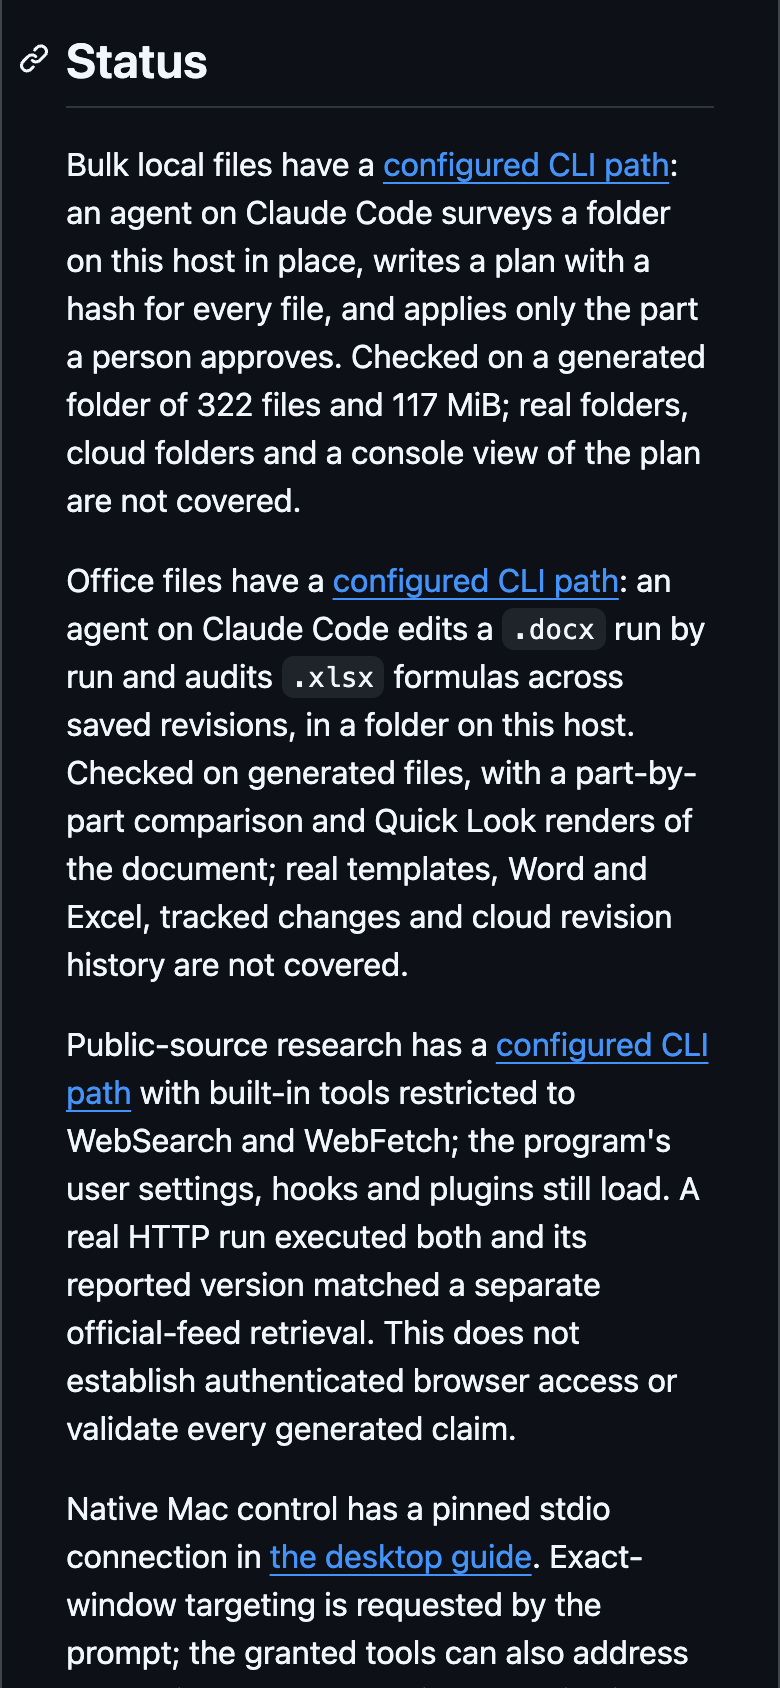 Status
Bulk local files have a configured CLI path:
an agent on Claude Code surveys a folder
on this host in place, writes a plan with a
hash for every file, and applies only the part
a person approves. Checked on a generated
folder of 322 files and 117 MiB; real folders,
cloud folders and a console view of the plan
are not covered.
Office files have a configured CLI path: an
agent on Claude Code edits a .docx run by
run and audits .xlsx formulas across
saved revisions, in a folder on this host.
Checked on generated files, with a part-by-
part comparison and Quick Look renders of
the document; real templates, Word and
Excel, tracked changes and cloud revision
history are not covered.
Public-source research has a configured CLI
path with built-in tools restricted to
WebSearch and WebFetch; the program's
user settings, hooks and plugins still load. A
real HTTP run executed both and its
reported version matched a separate
official-feed retrieval. This does not
establish authenticated browser access or
validate every generated claim.
Native Mac control has a pinned stdio
connection in the desktop guide. Exact-
window targeting is requested by the
prompt; the granted tools can also address